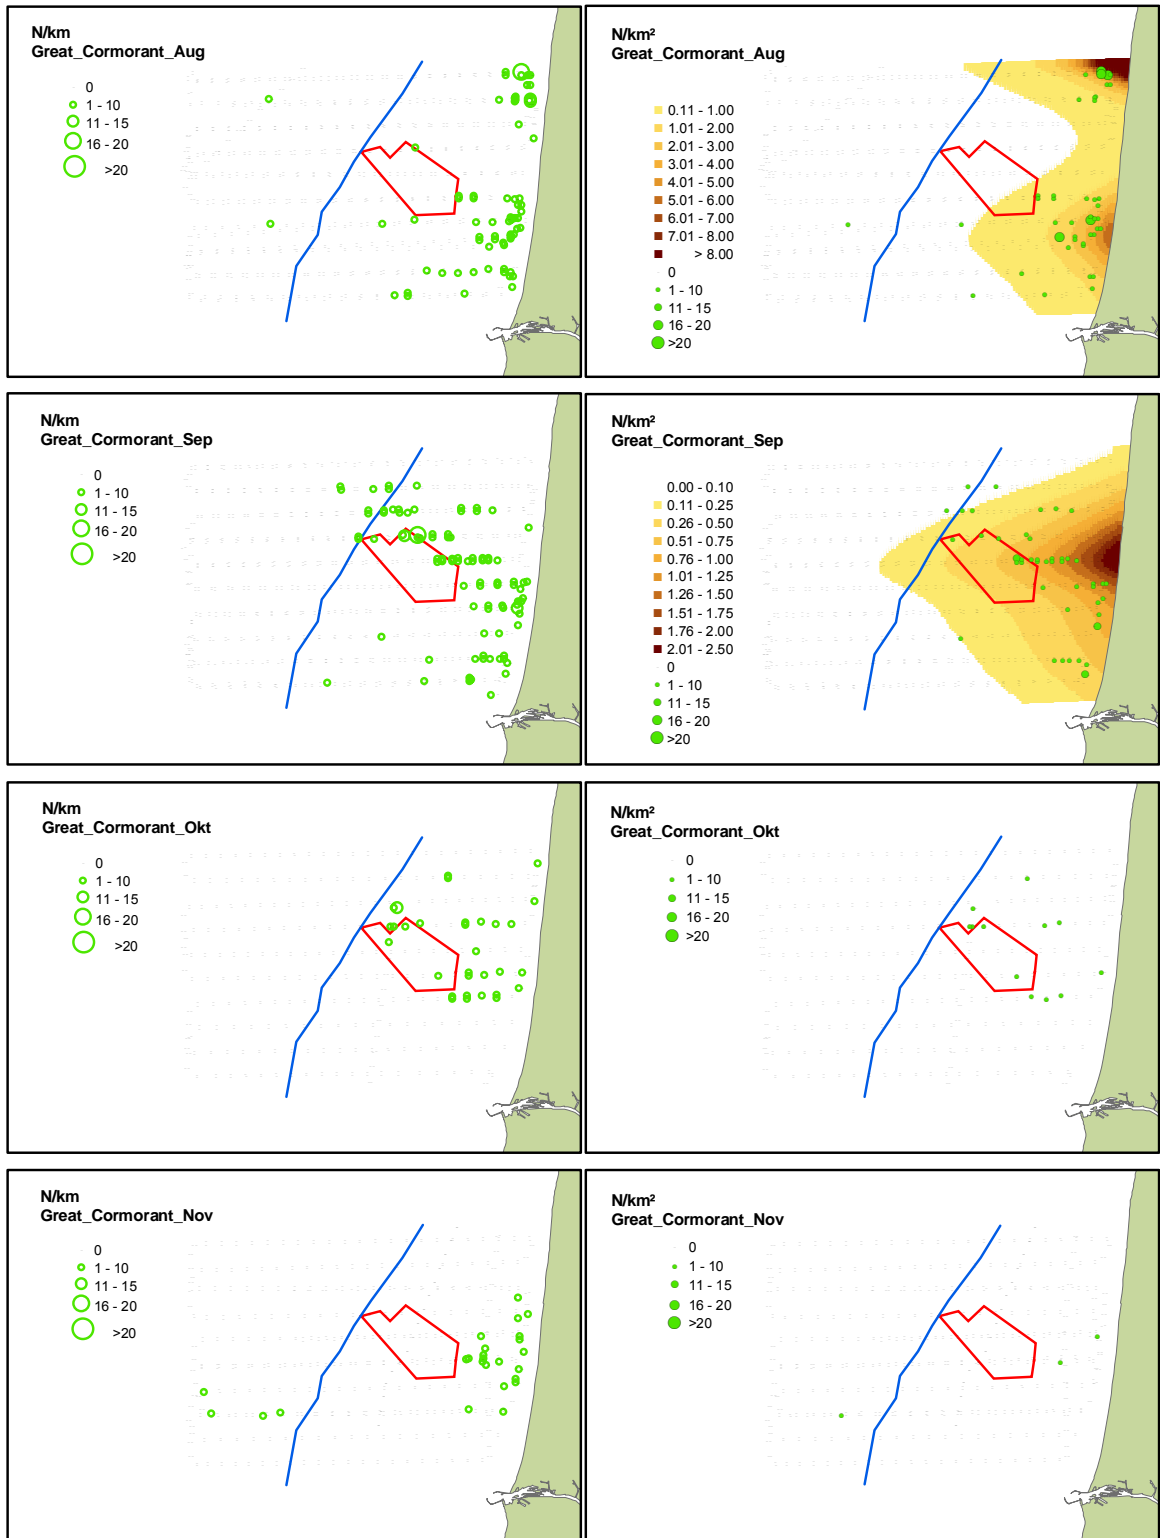 N/km
Great_Cormorant_Aug
0
1 - 10
11 - 15
16 - 20
>20
N/km²
Great_Cormorant_Aug
0.11 - 1.00
1.01 - 2.00
2.01 - 3.00
3.01 - 4.00
4.01 - 5.00
5.01 - 6.00
6.01 - 7.00
7.01 - 8.00
> 8.00
0
1 - 10
11 - 15
16 - 20
>20
N/km
Great_Cormorant_Sep
0
1 - 10
11 - 15
16 - 20
>20
N/km²
Great_Cormorant_Sep
0.00 - 0.10
0.11 - 0.25
0.26 - 0.50
0.51 - 0.75
0.76 - 1.00
1.01 - 1.25
1.26 - 1.50
1.51 - 1.75
1.76 - 2.00
2.01 - 2.50
0
1 - 10
11 - 15
16 - 20
>20
N/km
Great_Cormorant_Okt
0
1 - 10
11 - 15
16 - 20
>20
N/km²
Great_Cormorant_Okt
0
1 - 10
11 - 15
16 - 20
>20
N/km
Great_Cormorant_Nov
0
1 - 10
11 - 15
16 - 20
>20
N/km²
Great_Cormorant_Nov
0
1 - 10
11 - 15
16 - 20
>20